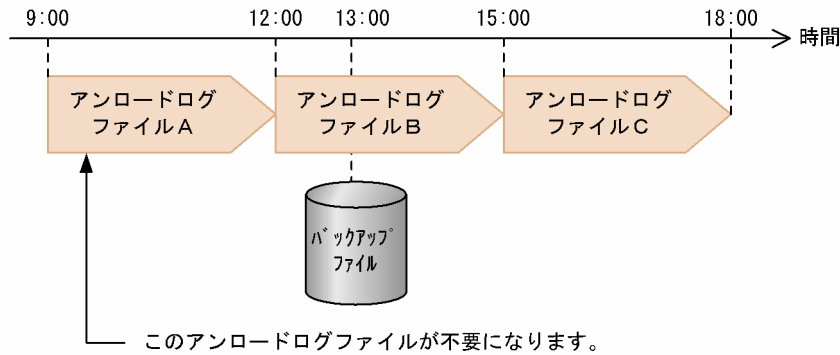 9:00 12:00 13:00 15:00 18:00
時間
アンロードログ
ファイルA
アンロードログ
ファイルB
アンロードログ
ファイルC
ﾊﾞｯｸｱｯﾌﾟ
ﾌｧｲﾙ
このアンロードログファイルが不要になります。